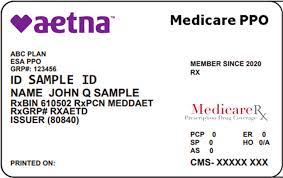 aetna Medicare PPO
ABC PLAN
ESA PPO
GRP#: 123456
MEMBER SINCE 2020
RX
ID SAMPLE ID
NAME JOHN Q SAMPLE
RxBIN 610502 RxPCN MEDDAET
RxGRP# RXAETD
ISSUER (80840)
MedicareRx
Prescription Drug Coverage
PCP 0 ER 0
SP 0 HO 0/A
AS 0
PRINTED ON: CMS- XXXXX XXX